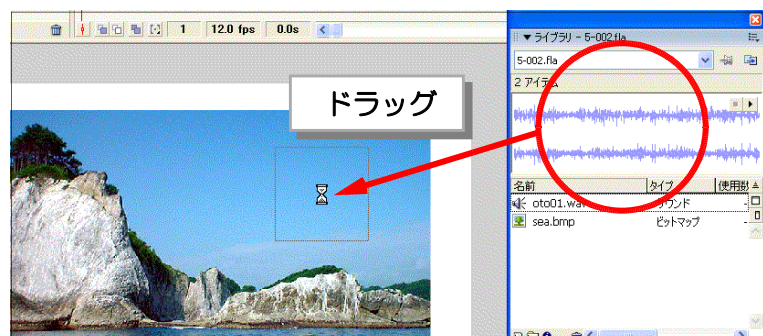 1 12.0 fps 0.0s
▼ ライブラリ - 5-002.fla
5-002.fla
2 アイテム
ドラッグ
名前 タイプ (使用数
oto01.wav サウンド -
sea.bmp ビットマップ -